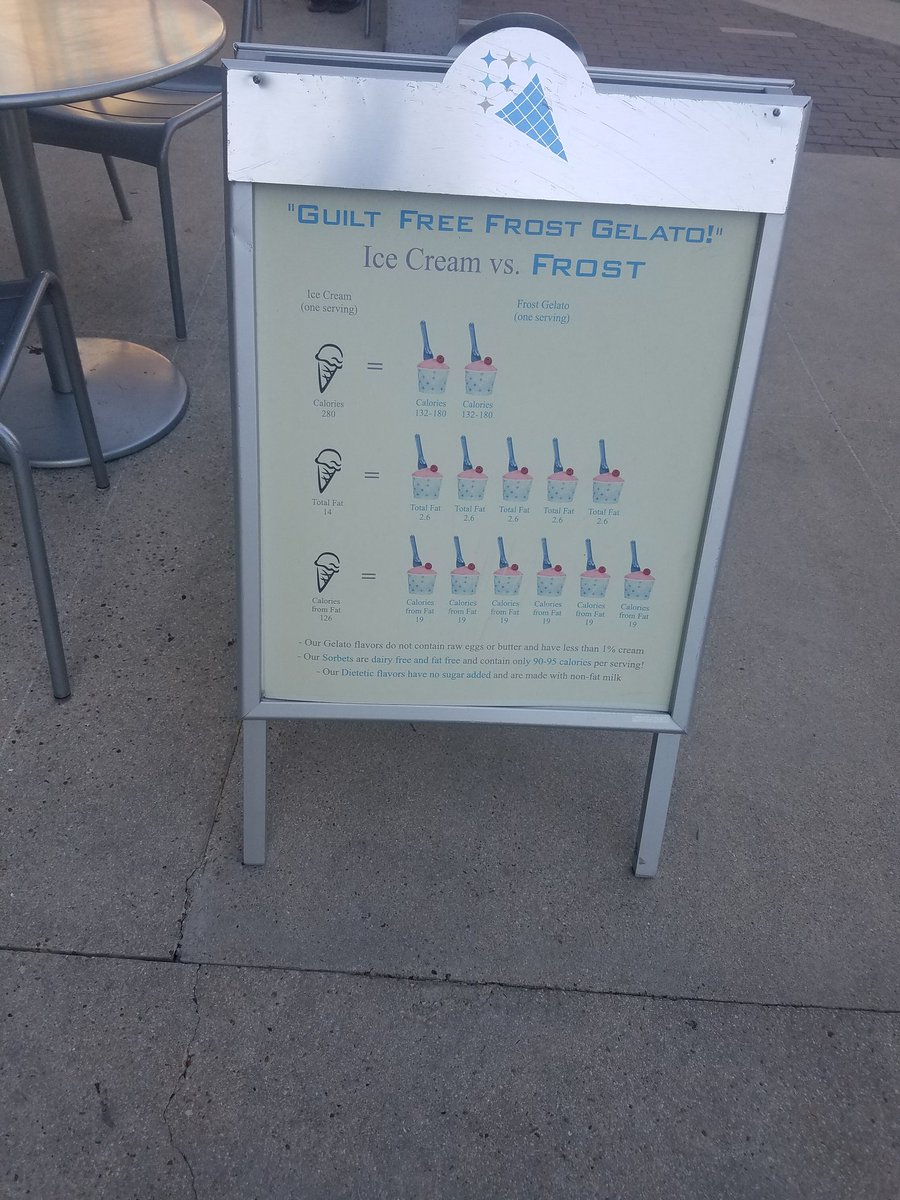 "GUILT FREE FROST GELATO!"
Ice Cream vs. FROST
Ice Cream
(one serving)
Frost Gelato
(one serving)
=
Calories
280
Calories
132-180
Calories
132-180
=
Total Fat
14
Total Fat
2.6
Total Fat
2.6
Total Fat
2.6
Total Fat
2.6
Total Fat
2.6
=
Calories
from Fat
126
Calories
from Fat
19
Calories
from Fat
19
Calories
from Fat
19
Calories
from Fat
19
Calories
from Fat
19
Calories
from Fat
19
- Our Gelato flavors do not contain raw eggs or butter and have less than 1% cream
- Our Sorbets are dairy free and fat free and contain only 90-95 calories per serving!
- Our Dietetic flavors have no sugar added and are made with non-fat milk